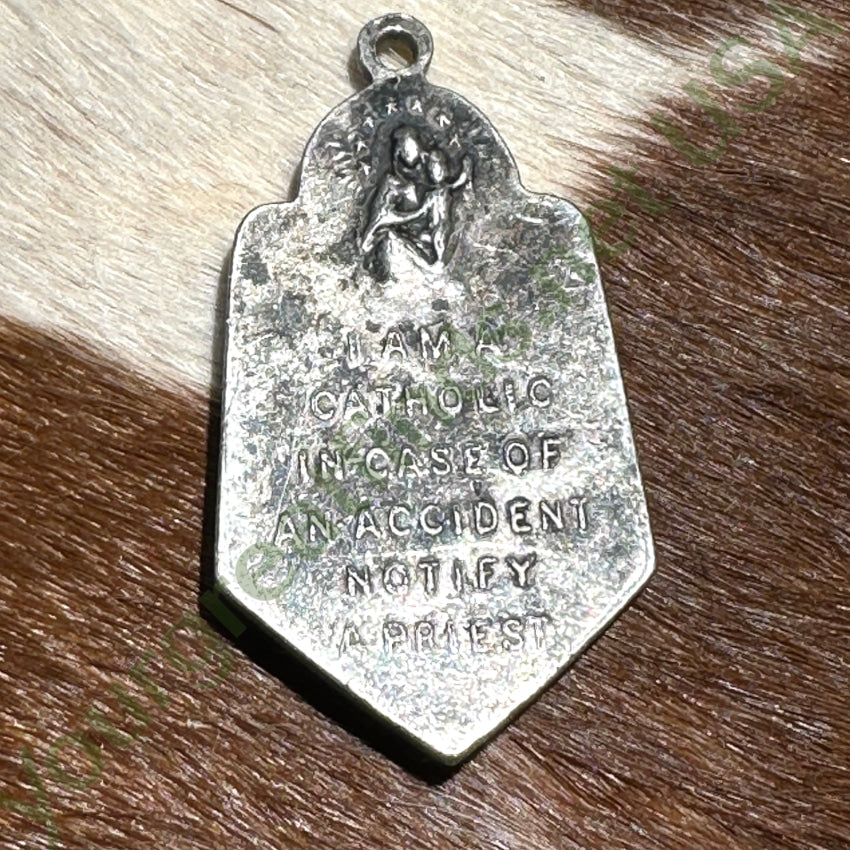 I AM A
CATHOLIC
IN CASE OF
AN ACCIDENT
NOTIFY
A PRIEST